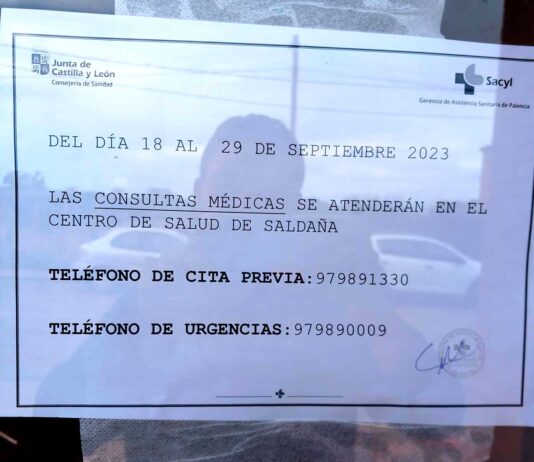 Junta de
Castilla y León
Consejería de Sanidad
Sacyl
Gerencia de Asistencia Sanitaria de Palencia
DEL DÍA 18 AL 29 DE SEPTIEMBRE 2023
LAS CONSULTAS MÉDICAS SE ATENDERÁN EN EL
CENTRO DE SALUD DE SALDAÑA
TELÉFONO DE CITA PREVIA:979891330
TELÉFONO DE URGENCIAS:979890009